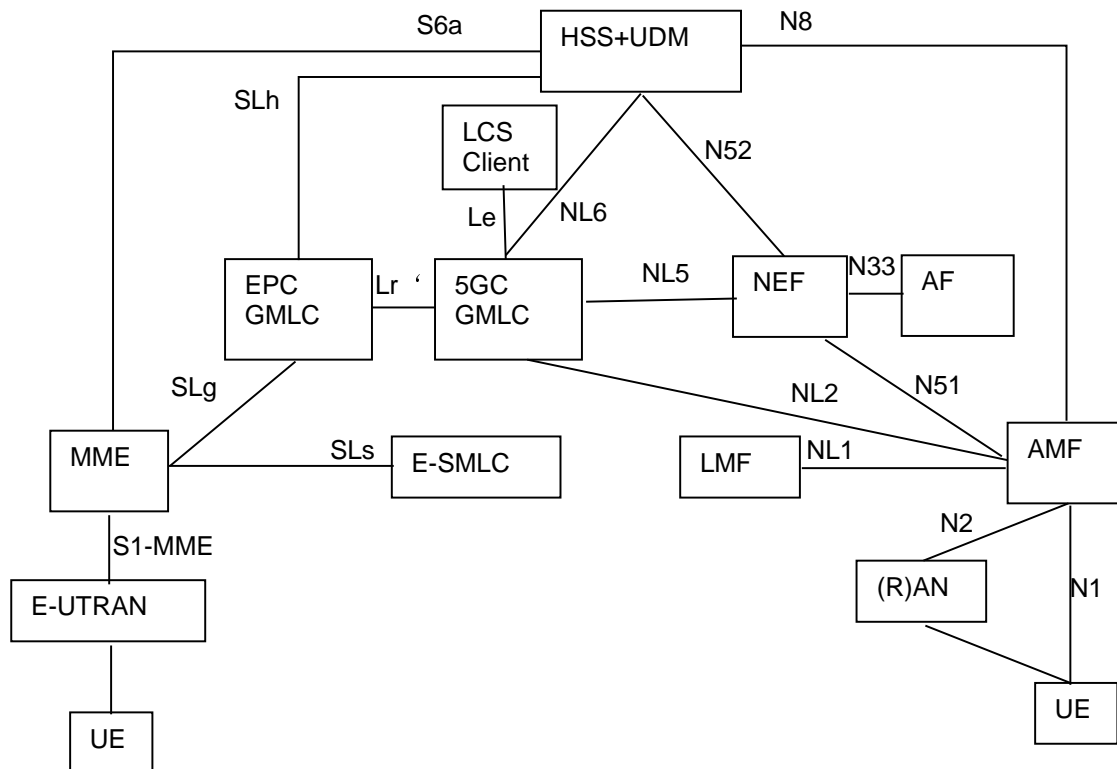 S6a
HSS+UDM
N8
SLh
LCS
Client
N52
Le
NL6
EPC
GMLC
Lr ‘
5GC
GMLC
NL5
NEF
N33
AF
SLg
NL2
N51
MME
SLs
E-SMLC
LMF
NL1
AMF
S1-MME
N2
E-UTRAN
(R)AN
N1
UE
UE